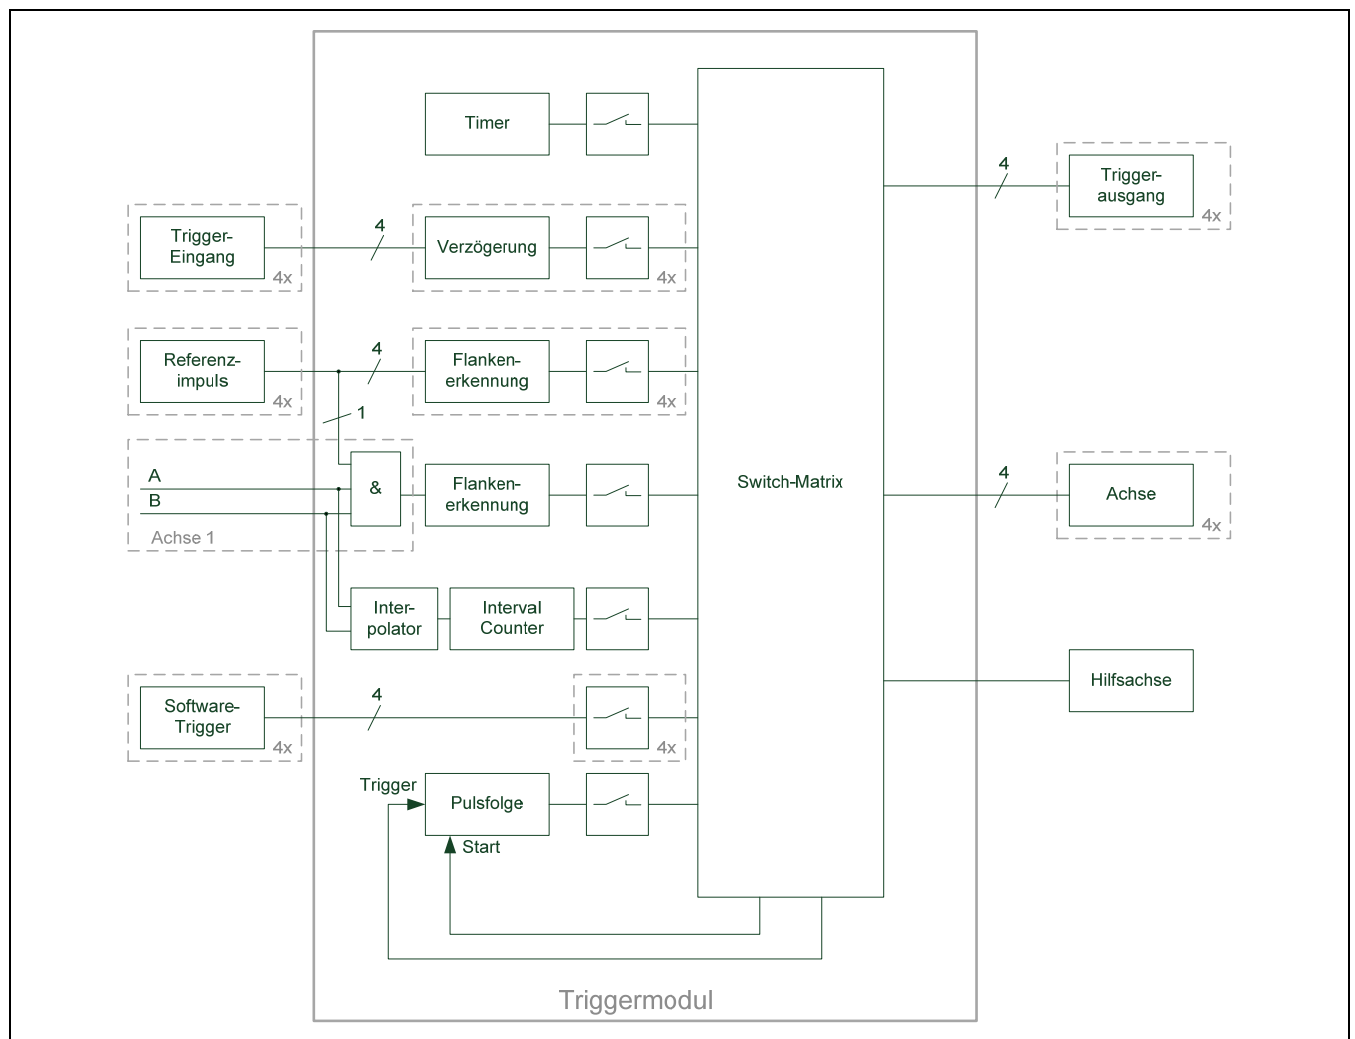 Timer
4
Trigger-
ausgang
4x
Trigger-
Eingang
4x
4
Verzögerung
4x
Referenz-
impuls
4x
4
1
Flanken-
erkennung
4x
A
B
Achse 1
&
Flanken-
erkennung
Switch-Matrix
4
Achse
4x
Inter-
polator
Interval
Counter
Hilfsachse
Software-
Trigger
4x
4
4x
Trigger
Pulsfolge
Start
Triggermodul